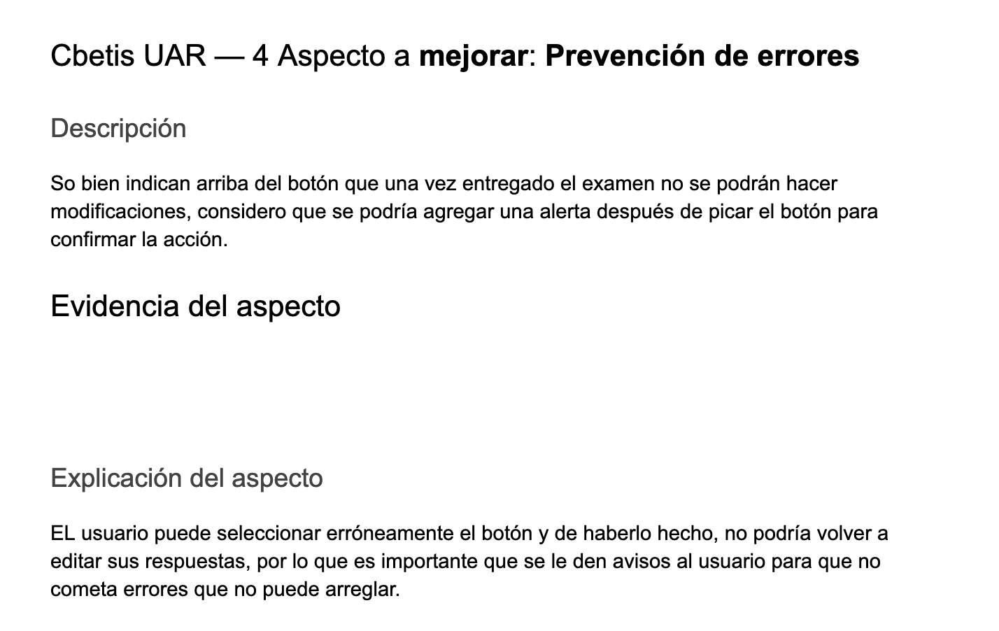 Cbetis UAR — 4 Aspecto a mejorar: Prevención de errores
Descripción
So bien indican arriba del botón que una vez entregado el examen no se podrán hacer
modificaciones, considero que se podría agregar una alerta después de picar el botón para
confirmar la acción.
Evidencia del aspecto
Explicación del aspecto
EL usuario puede seleccionar erróneamente el botón y de haberlo hecho, no podría volver a
editar sus respuestas, por lo que es importante que se le den avisos al usuario para que no
cometa errores que no puede arreglar.